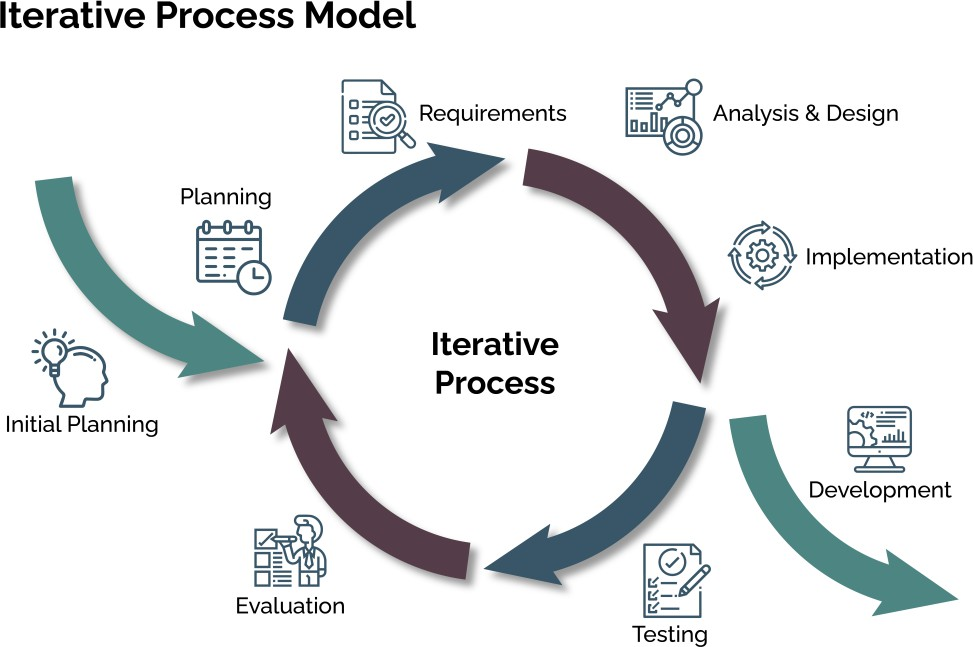 Iterative Process Model
Requirements
Analysis & Design
Planning
Implementation
Iterative
Process
Initial Planning
Development
Evaluation
Testing